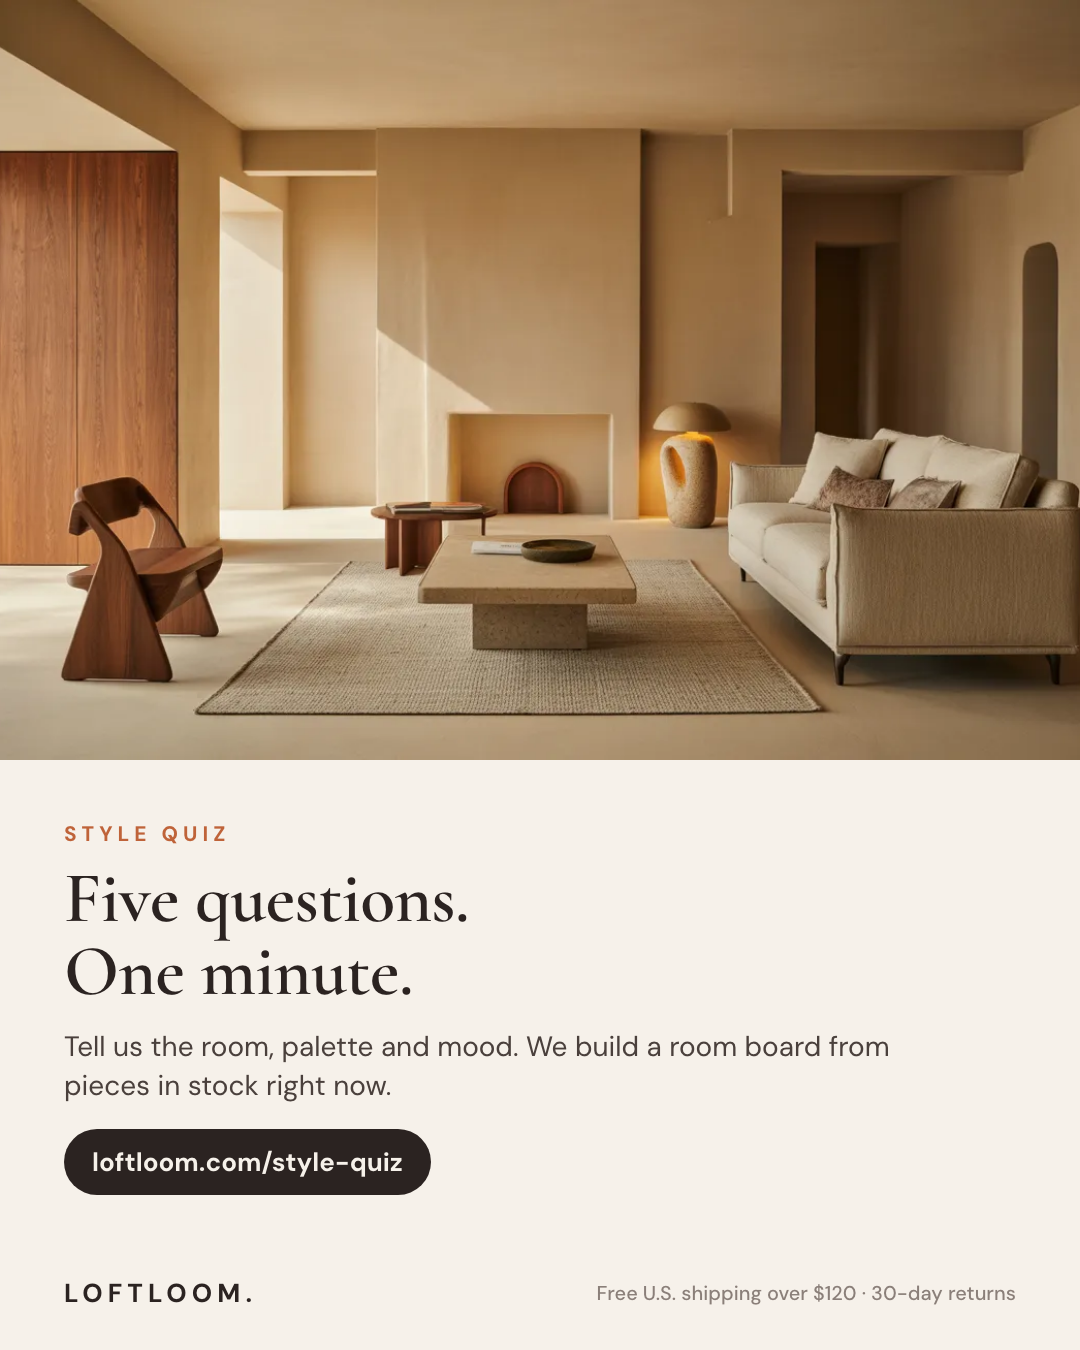 STYLE QUIZ
Five questions.
One minute.
Tell us the room, palette and mood. We build a room board from
pieces in stock right now.
loftloom.com/style-quiz
LOFTLOOM.
Free U.S. shipping over $120 · 30-day returns